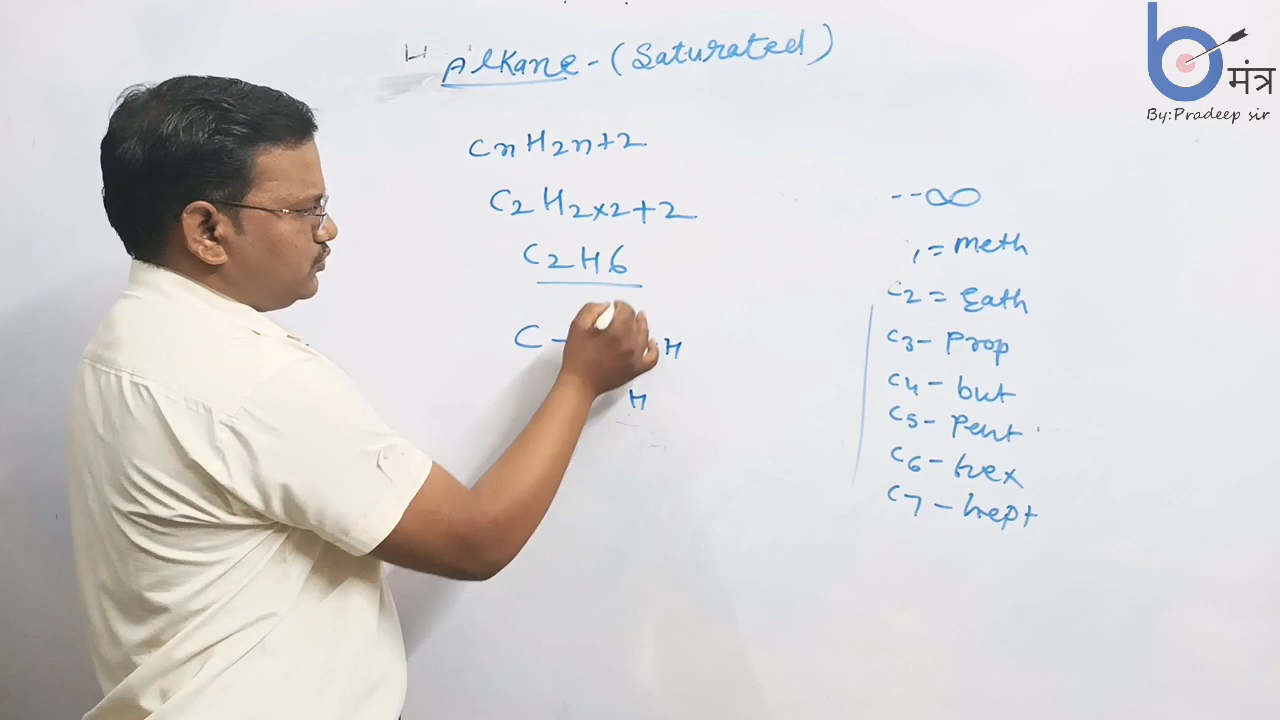 H Alkane - (Saturated)
CnH2n+2
C2H2x2+2
C2H6
C - H
H
--∞
1 = Meth
C2 = Eath
C3 - Prop
C4 - but
C5 - Pent
C6 - hex
C7 - hept
b मंत्र
By:Pradeep sir